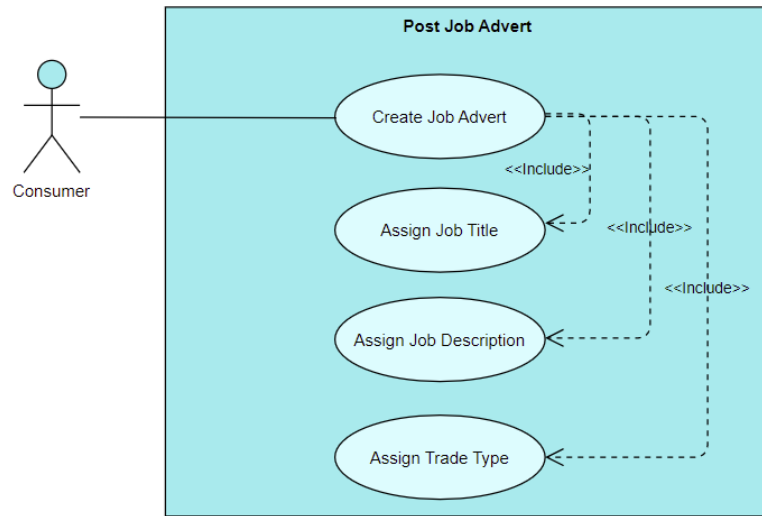 Post Job Advert
Create Job Advert
Consumer
<<Include>>
Assign Job Title
<<Include>>
<<Include>>
Assign Job Description
Assign Trade Type